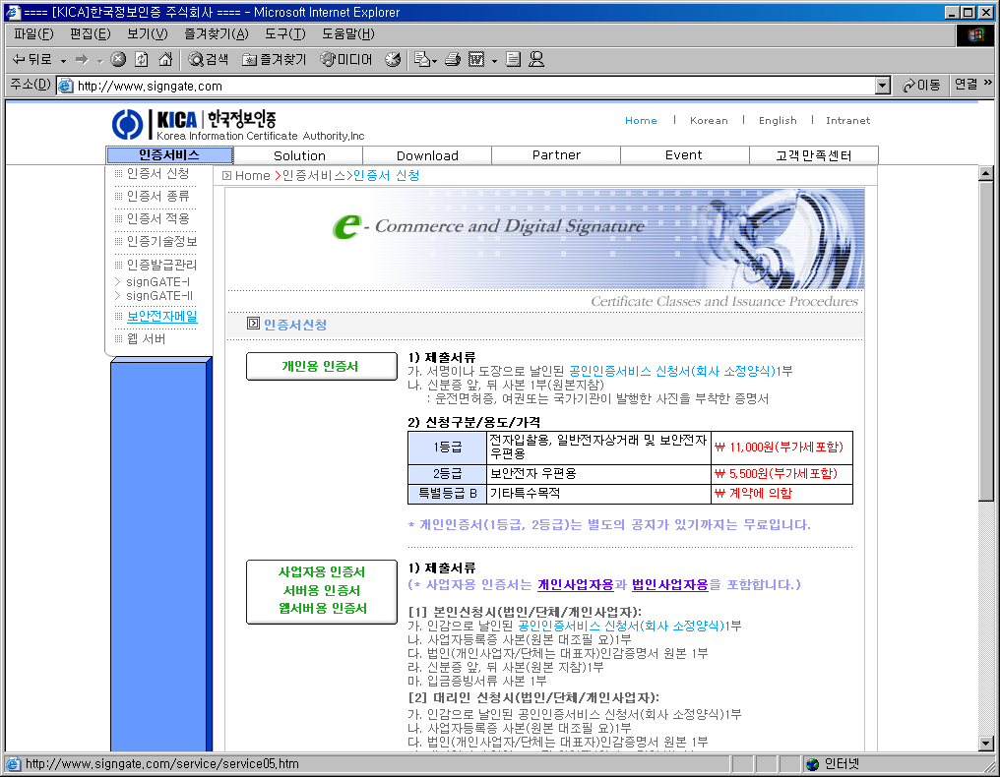 ==== [KICA]한국정보인증 주식회사 ==== - Microsoft Internet Explorer
파일(F) 편집(E) 보기(V) 즐겨찾기(A) 도구(T) 도움말(H)
뒤로 검색 즐겨찾기 미디어
주소(D) http://www.signgate.com 이동 연결 »
KICA | 한국정보인증
Korea Information Certificate Authority,Inc
Home | Korean | English | Intranet
인증서비스 Solution Download Partner Event 고객만족센터
인증서 신청
인증서 종류
인증서 적용
인증기술정보
인증발급관리
> signGATE-I
> signGATE-II
보안전자메일
웹 서버
Home >인증서비스>인증서 신청
e - Commerce and Digital Signature
Certificate Classes and Issuance Procedures
인증서신청
개인용 인증서
1) 제출서류
가. 서명이나 도장으로 날인된 공인인증서비스 신청서(회사 소정양식)1부
나. 신분증 앞, 뒤 사본 1부(원본지참)
: 운전면허증, 여권또는 국가기관이 발행한 사진을 부착한 증명서
2) 신청구분/용도/가격
1등급 전자입찰용, 일반전자상거래 및 보안전자 우편용 ₩ 11,000원(부가세포함)
2등급 보안전자 우편용 ₩ 5,500원(부가세포함)
특별등급 B 기타특수목적 ₩ 계약에 의함
* 개인인증서(1등급, 2등급)는 별도의 공지가 있기까지는 무료입니다.
사업자용 인증서
서버용 인증서
웹서버용 인증서
1) 제출서류
(* 사업자용 인증서는 개인사업자용과 법인사업자용을 포함합니다.)
[1] 본인신청시(법인/단체/개인사업자):
가. 인감으로 날인된 공인인증서비스 신청서(회사 소정양식)1부
나. 사업자등록증 사본(원본 대조필 요)1부
다. 법인(개인사업자/단체는 대표자)인감증명서 원본 1부
라. 신분증 앞, 뒤 사본(원본 지참)1부
마. 입금증빙서류 사본 1부
[2] 대리인 신청시(법인/단체/개인사업자):
가. 인감으로 날인된 공인인증서비스 신청서(회사 소정양식)1부
나. 사업자등록증 사본(원본 대조필 요)1부
다. 법인(개인사업자/단체는 대표자)인감증명서 원본 1부
http://www.signgate.com/service/service05.htm 인터넷